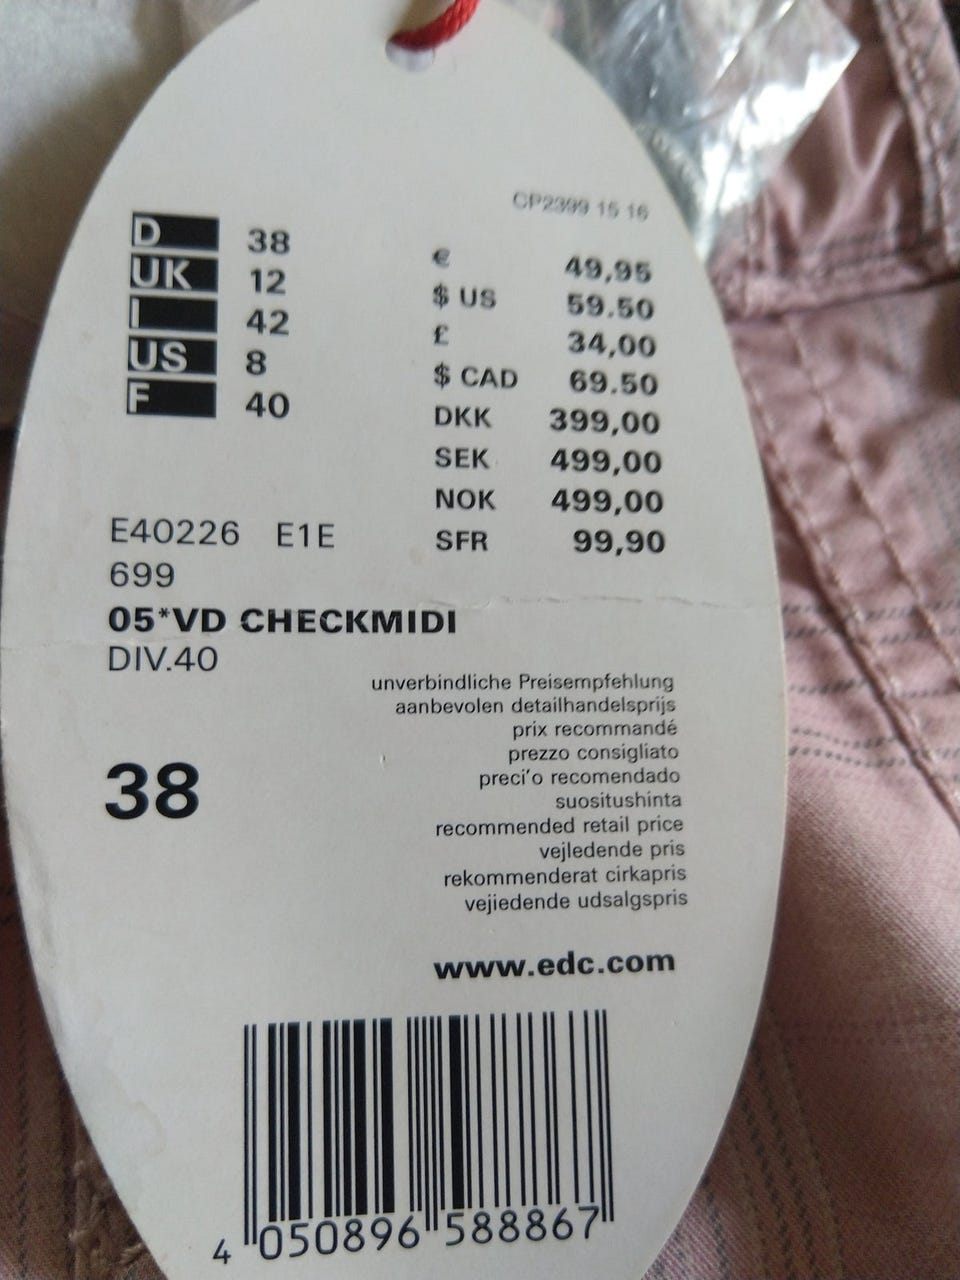 CP2399 15 16
D 38
UK 12
I 42
US 8
F 40
€ 49,95
$ US 59.50
£ 34,00
$ CAD 69.50
DKK 399,00
SEK 499,00
NOK 499,00
SFR 99,90
E40226 E1E
699
05*VD CHECKMIDI
DIV.40
38
unverbindliche Preisempfehlung
aanbevolen detailhandelsprijs
prix recommandé
prezzo consigliato
preci'o recomendado
suositushinta
recommended retail price
vejledende pris
rekommenderat cirkapris
vejiedende udsalgspris
www.edc.com
4 050896 588867